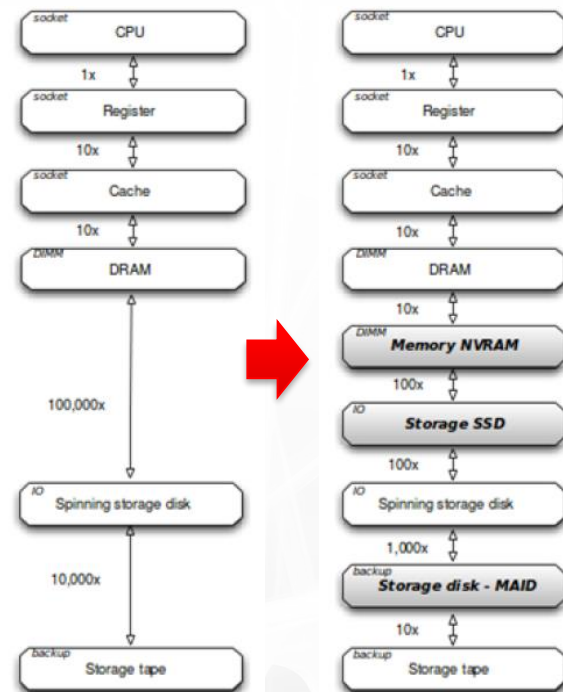 socket
CPU
1x
socket
Register
10x
socket
Cache
10x
DIMM
DRAM
100,000x
IO
Spinning storage disk
10,000x
backup
Storage tape
socket
CPU
1x
socket
Register
10x
socket
Cache
10x
DIMM
DRAM
10x
DIMM
Memory NVRAM
100x
IO
Storage SSD
100x
IO
Spinning storage disk
1,000x
backup
Storage disk - MAID
10x
backup
Storage tape